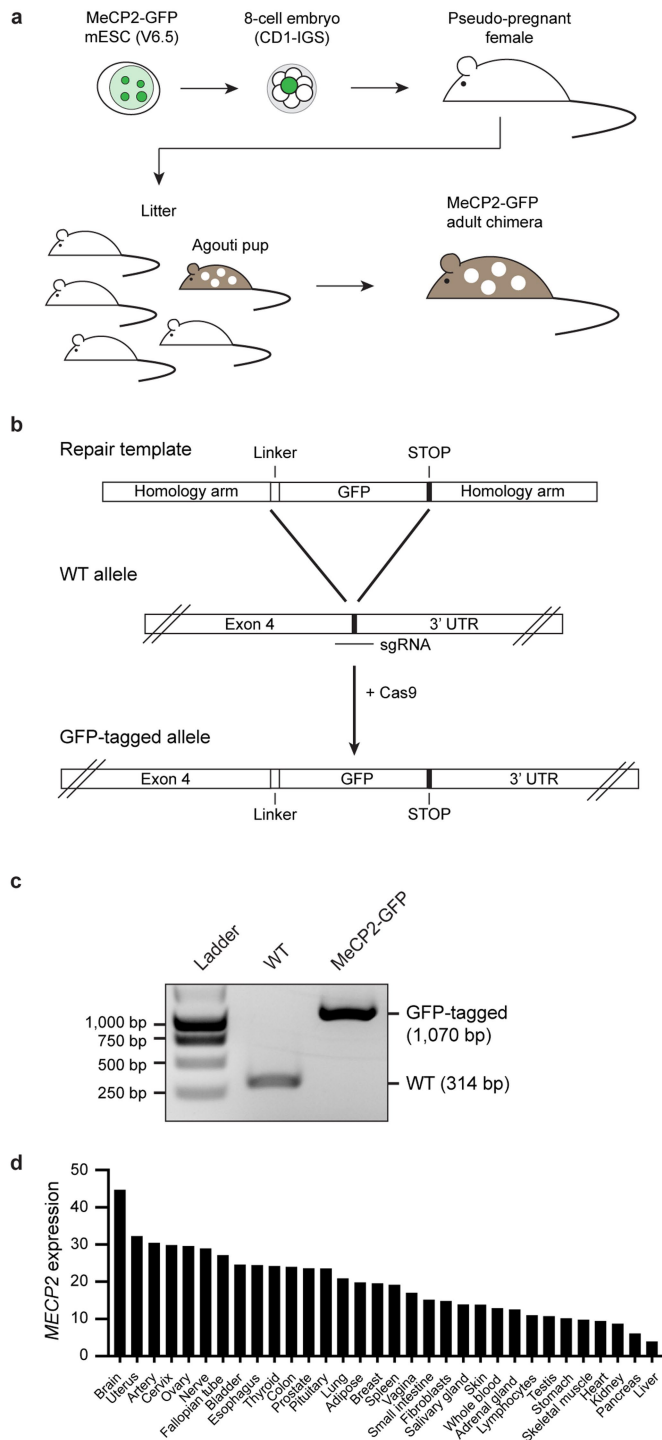 a
MeCP2-GFP
mESC (V6.5)
8-cell embryo
(CD1-IGS)
Pseudo-pregnant
female
Litter
Agouti pup
MeCP2-GFP
adult chimera
b
Repair template
Linker
STOP
Homology arm
GFP
Homology arm
WT allele
Exon 4
3’ UTR
sgRNA
+ Cas9
GFP-tagged allele
Exon 4
GFP
3’ UTR
Linker
STOP
c
Ladder
WT
MeCP2-GFP
1,000 bp
750 bp
500 bp
250 bp
GFP-tagged
(1,070 bp)
WT (314 bp)
d
MECP2 expression
50
40
30
20
10
0
Brain
Uterus
Artery
Cervix
Ovary
Nerve
Fallopian tube
Bladder
Esophagus
Thyroid
Colon
Prostate
Pituitary
Lung
Adipose
Breast
Spleen
Vagina
Small intestine
Fibroblasts
Salivary gland
Skin
Whole blood
Adrenal gland
Lymphocytes
Testis
Stomach
Skeletal muscle
Heart
Kidney
Pancreas
Liver